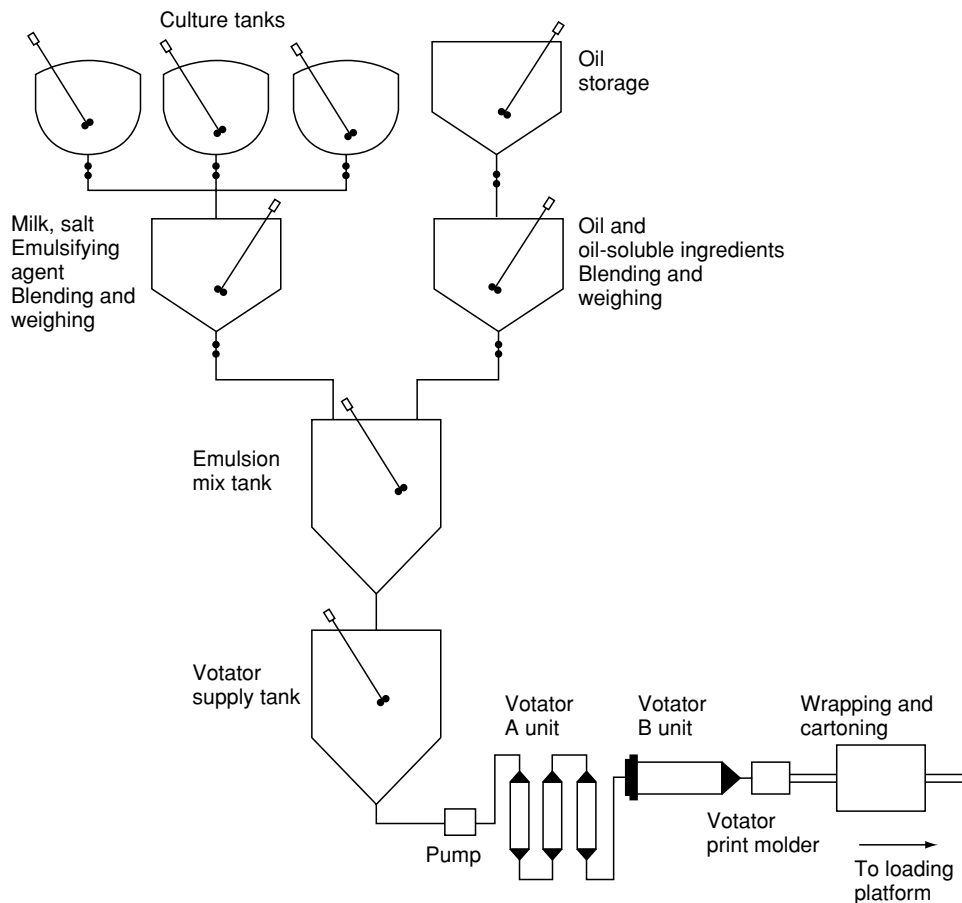 Culture tanks
Oil
storage
Milk, salt
Emulsifying
agent
Blending and
weighing
Oil and
oil-soluble ingredients
Blending and
weighing
Emulsion
mix tank
Votator
supply tank
Pump
Votator
A unit
Votator
B unit
Votator
print molder
Wrapping and
cartoning
To loading
platform